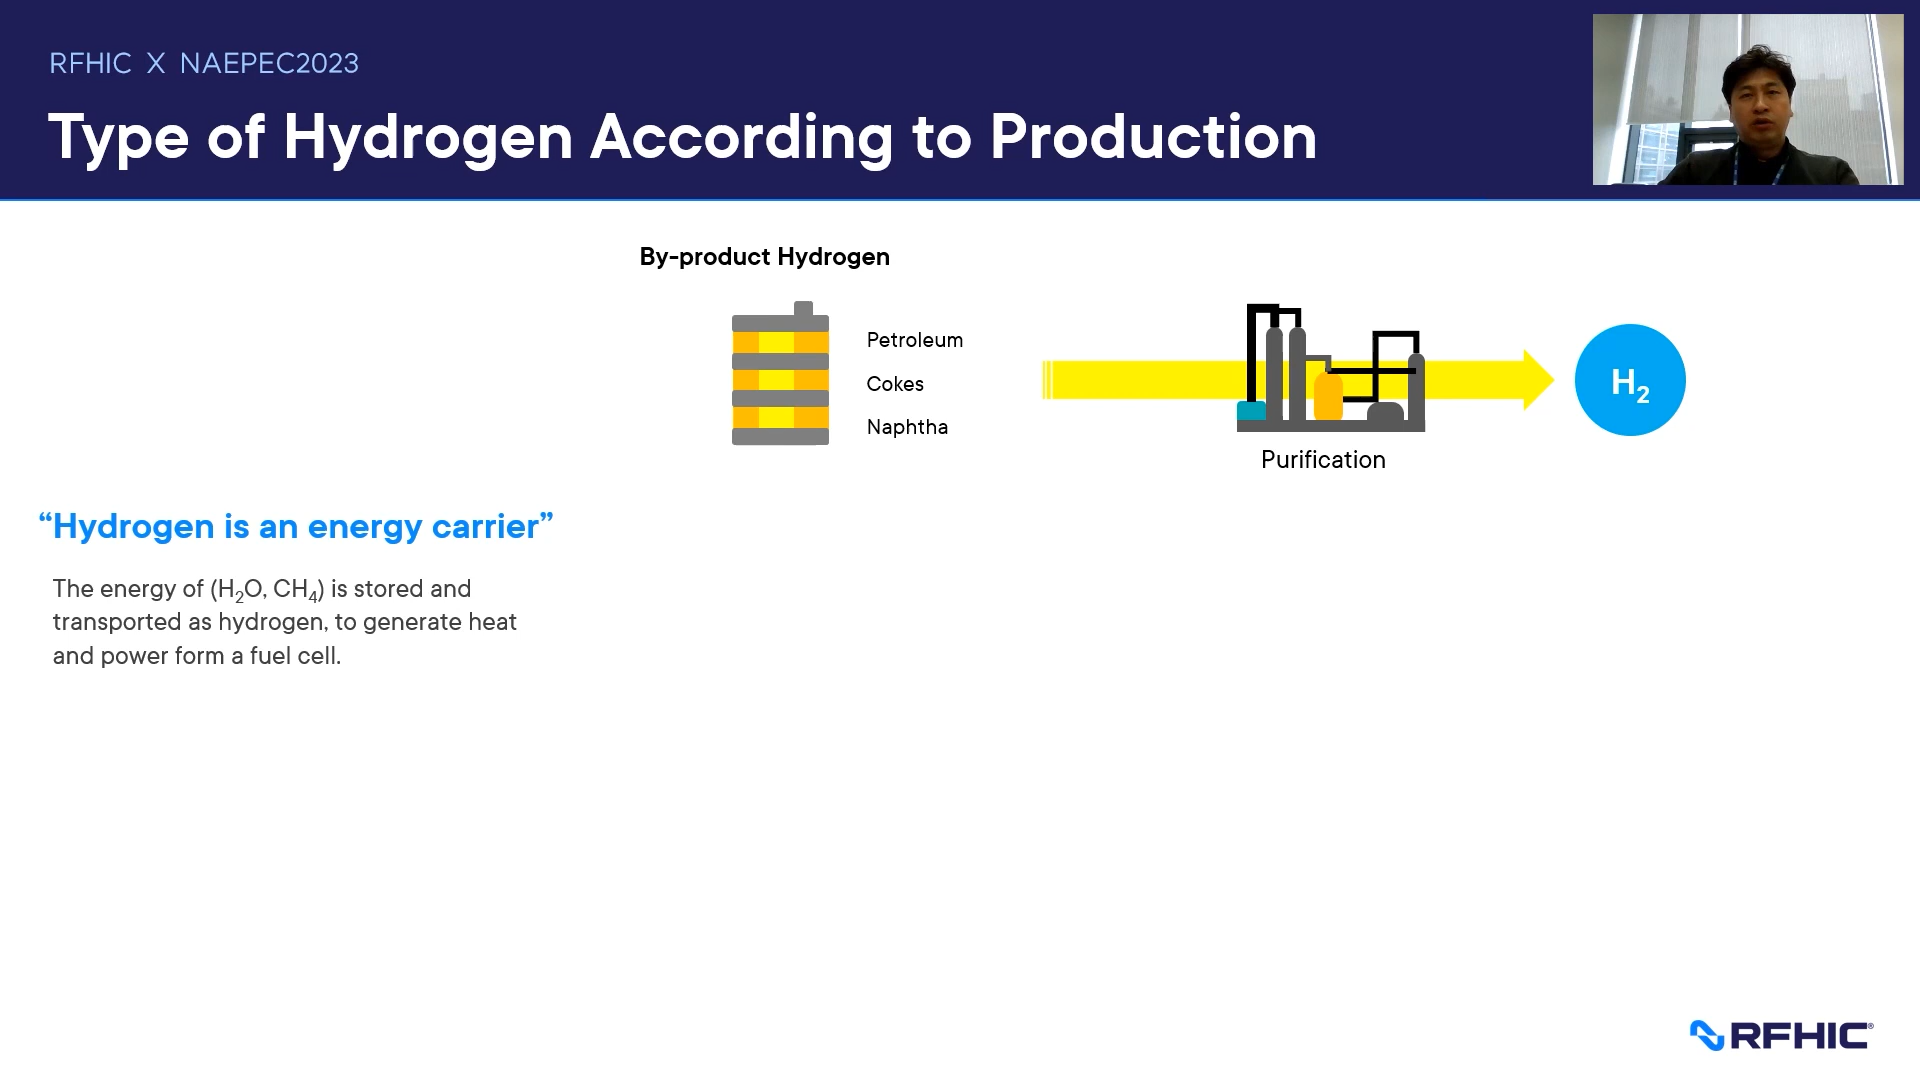 RFHIC X NAEPEC2023
Type of Hydrogen According to Production
By-product Hydrogen
Petroleum
Cokes
Naphtha
H₂
Purification
“Hydrogen is an energy carrier”
The energy of (H₂O, CH₄) is stored and
transported as hydrogen, to generate heat
and power form a fuel cell.
RFHIC®